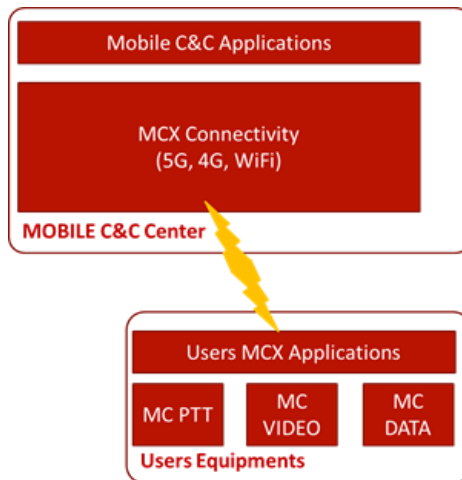 Mobile C&C Applications
MCX Connectivity
(5G, 4G, WiFi)
MOBILE C&C Center
Users MCX Applications
MC PTT
MC
VIDEO
MC
DATA
Users Equipments